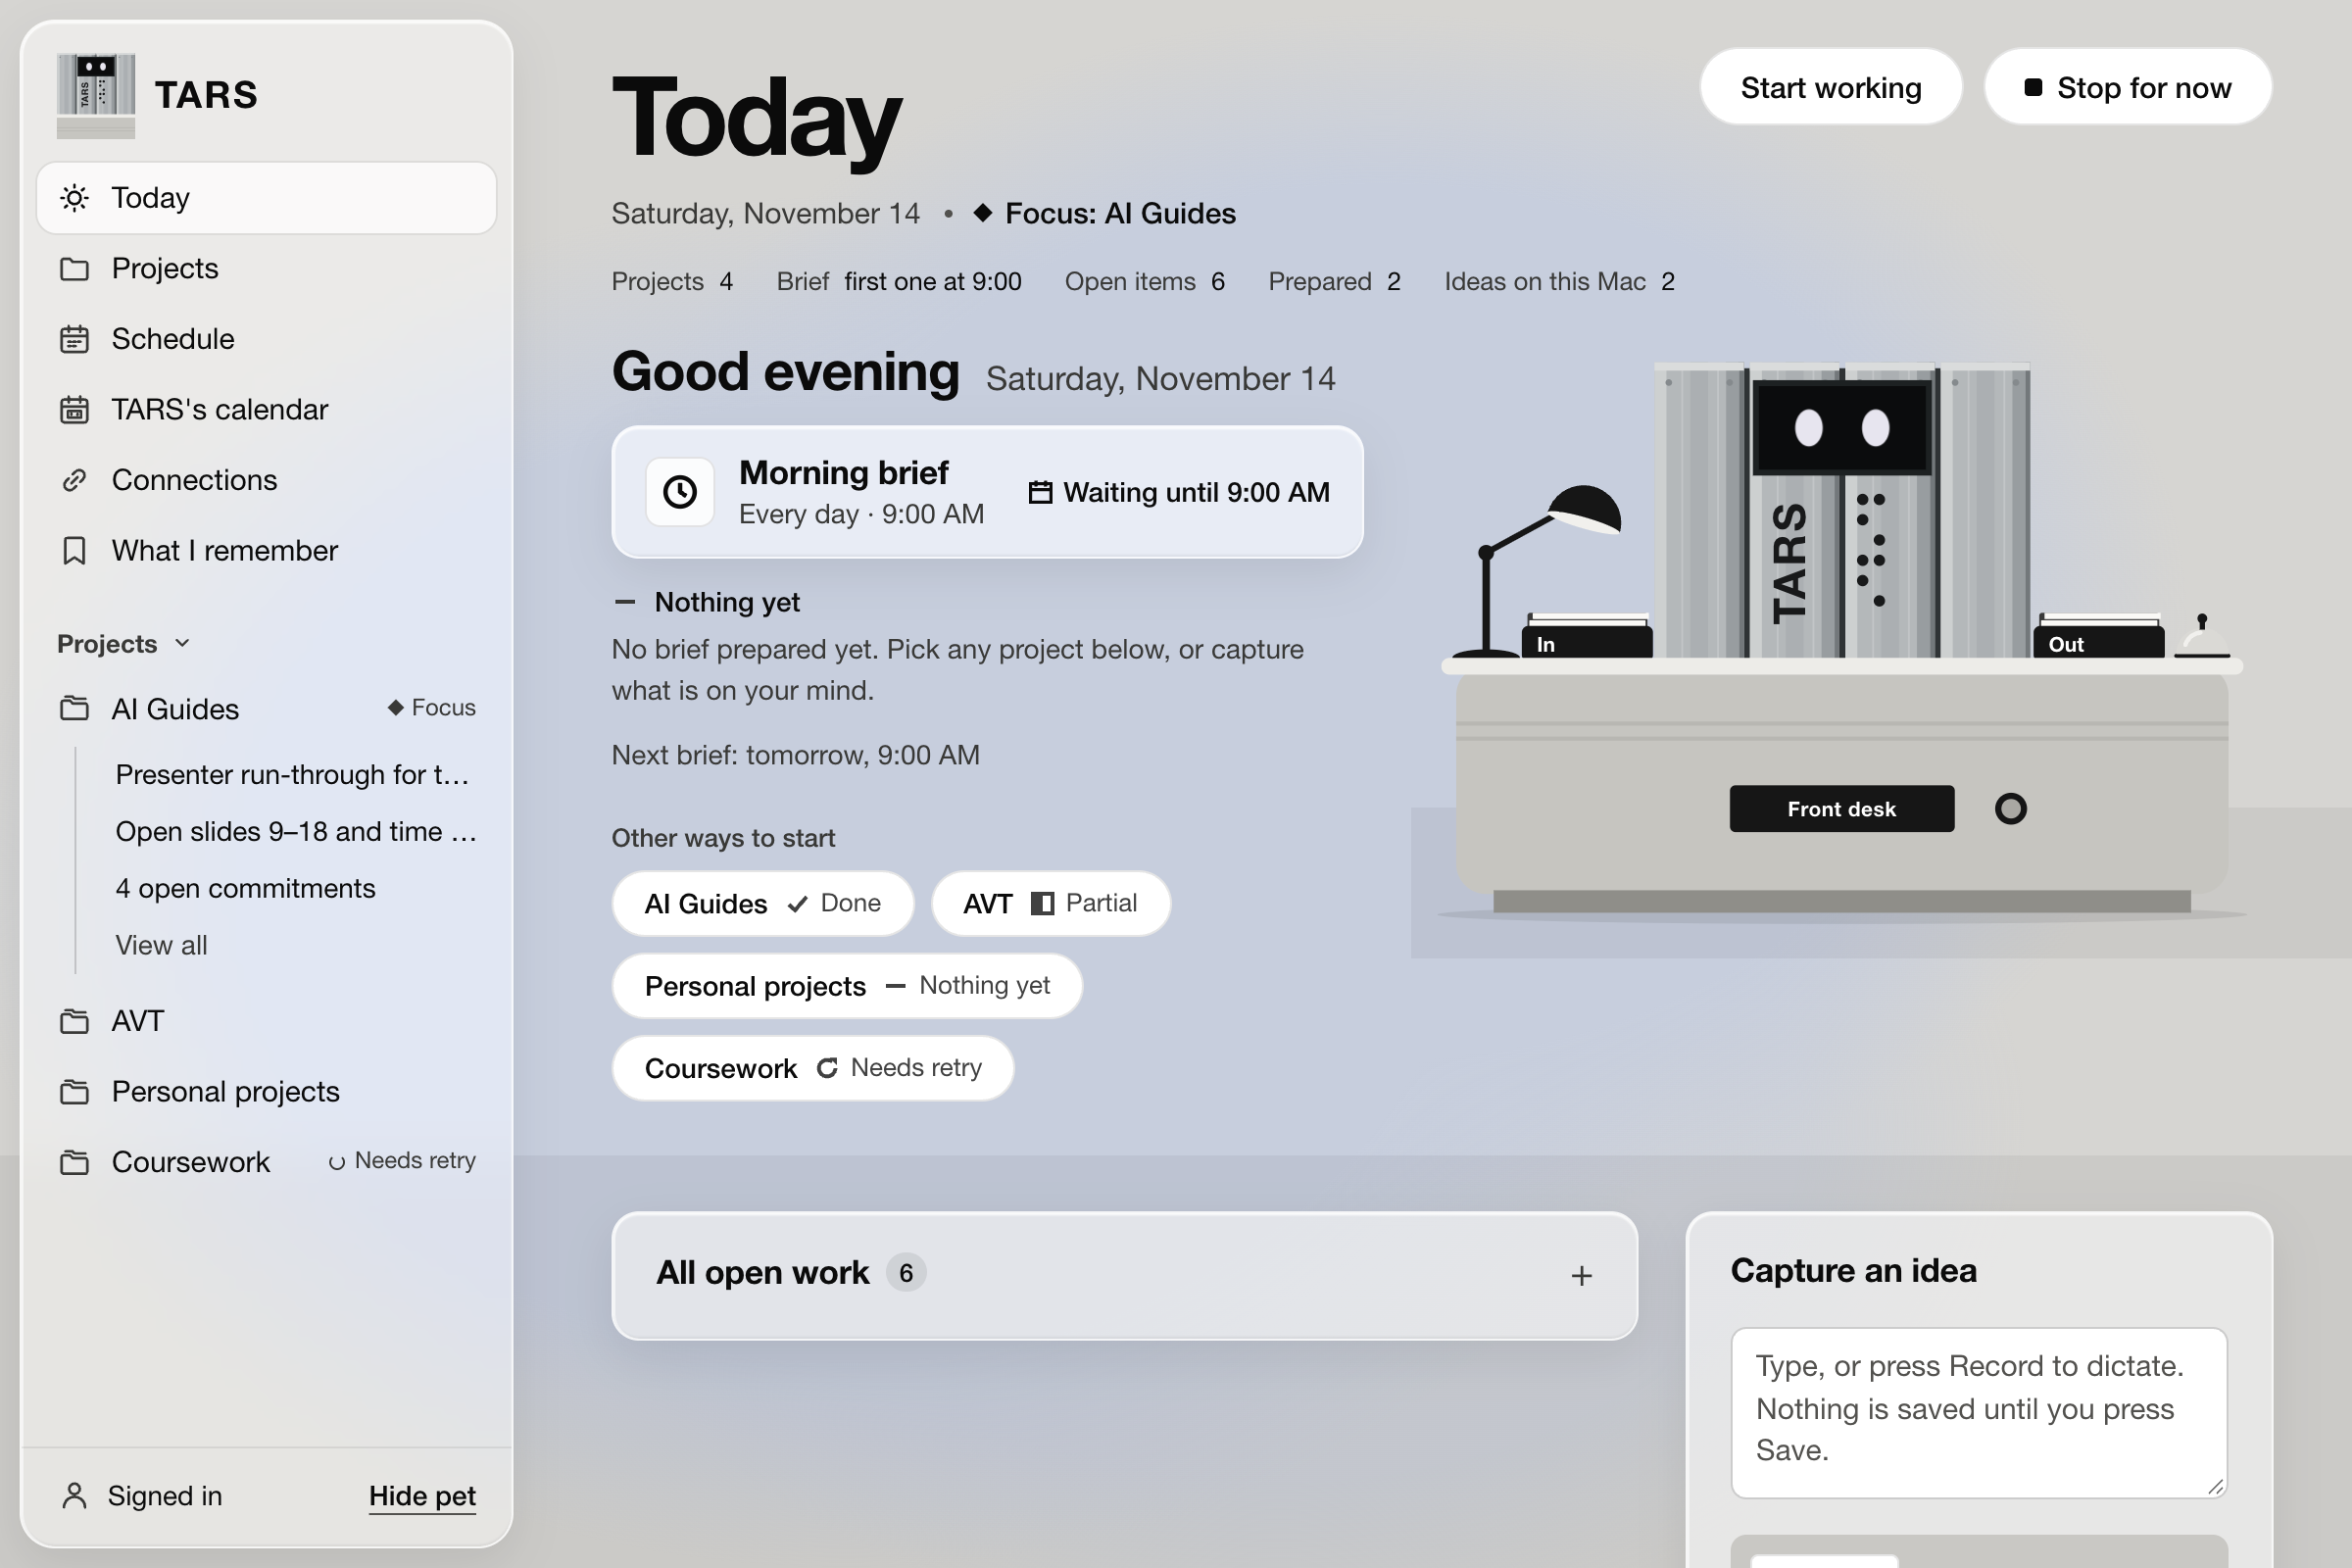 TARS
TARS
Today
Projects
Schedule
TARS's calendar
Connections
What I remember
Projects
AI Guides
Focus
Presenter run-through for t…
Open slides 9–18 and time …
4 open commitments
View all
AVT
Personal projects
Coursework
Needs retry
Signed in
Hide pet
Start working
Stop for now
Today
Saturday, November 14 • Focus: AI Guides
Projects 4 Brief first one at 9:00 Open items 6 Prepared 2 Ideas on this Mac 2
Good evening Saturday, November 14
Morning brief
Every day · 9:00 AM
Waiting until 9:00 AM
— Nothing yet
No brief prepared yet. Pick any project below, or capture
what is on your mind.
Next brief: tomorrow, 9:00 AM
Other ways to start
AI Guides Done
AVT Partial
Personal projects — Nothing yet
Coursework Needs retry
TARS
In
Out
Front desk
All open work 6
+
Capture an idea
Type, or press Record to dictate.
Nothing is saved until you press
Save.